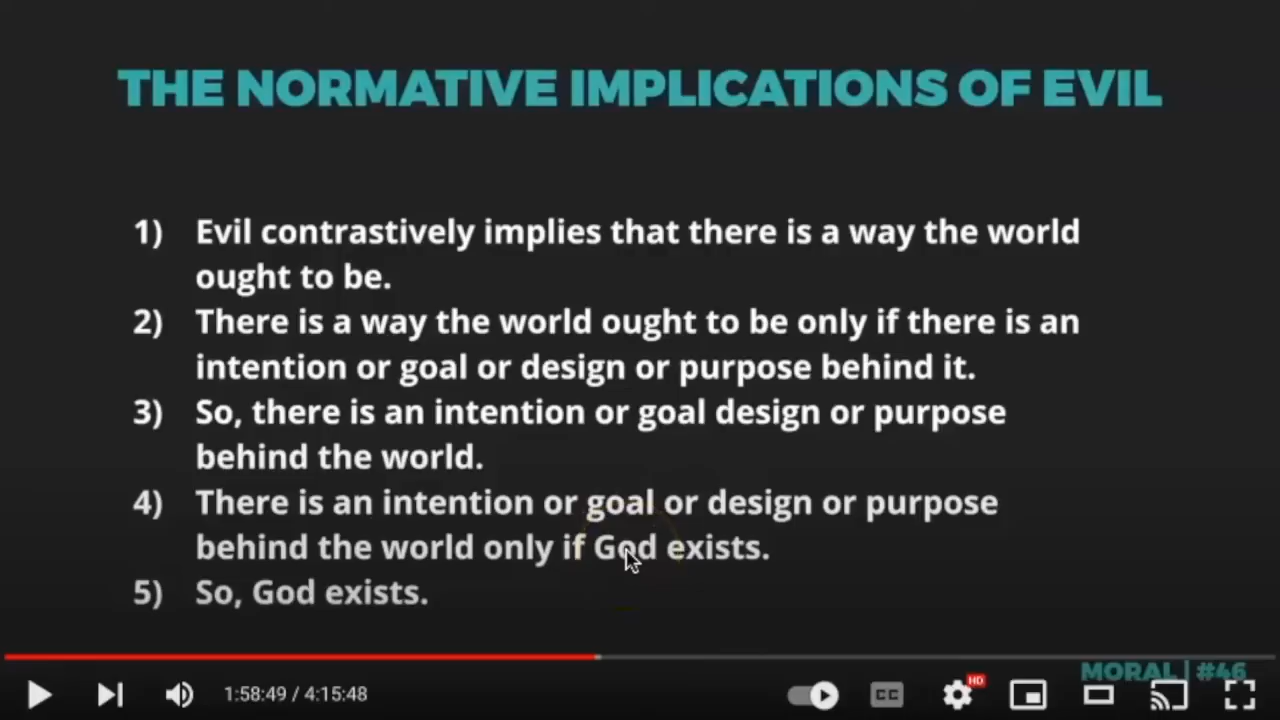 THE NORMATIVE IMPLICATIONS OF EVIL
1) Evil contrastively implies that there is a way the world
ought to be.
2) There is a way the world ought to be only if there is an
intention or goal or design or purpose behind it.
3) So, there is an intention or goal design or purpose
behind the world.
4) There is an intention or goal or design or purpose
behind the world only if God exists.
5) So, God exists.
MORAL | #46
1:58:49 / 4:15:48
CC
HD